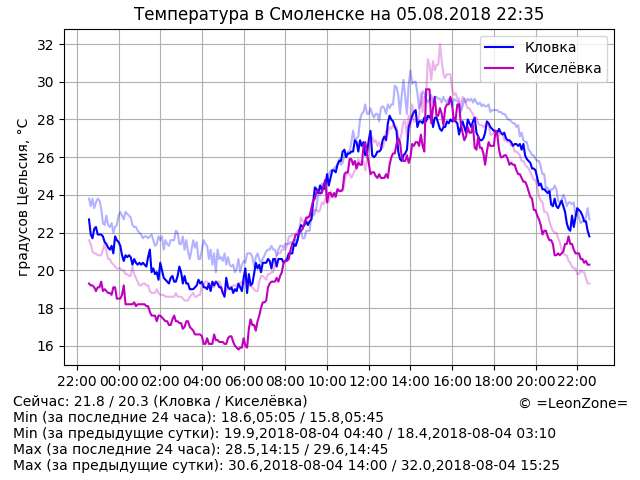 Температура в Смоленске на 05.08.2018 22:35
градусов Цельсия, °C
32
30
28
26
24
22
20
18
16
Кловка
Киселёвка
22:00 00:00 02:00 04:00 06:00 08:00 10:00 12:00 14:00 16:00 18:00 20:00 22:00
Сейчас: 21.8 / 20.3 (Кловка / Киселёвка)
© =LeonZone=
Min (за последние 24 часа): 18.6,05:05 / 15.8,05:45
Min (за предыдущие сутки): 19.9,2018-08-04 04:40 / 18.4,2018-08-04 03:10
Max (за последние 24 часа): 28.5,14:15 / 29.6,14:45
Max (за предыдущие сутки): 30.6,2018-08-04 14:00 / 32.0,2018-08-04 15:25